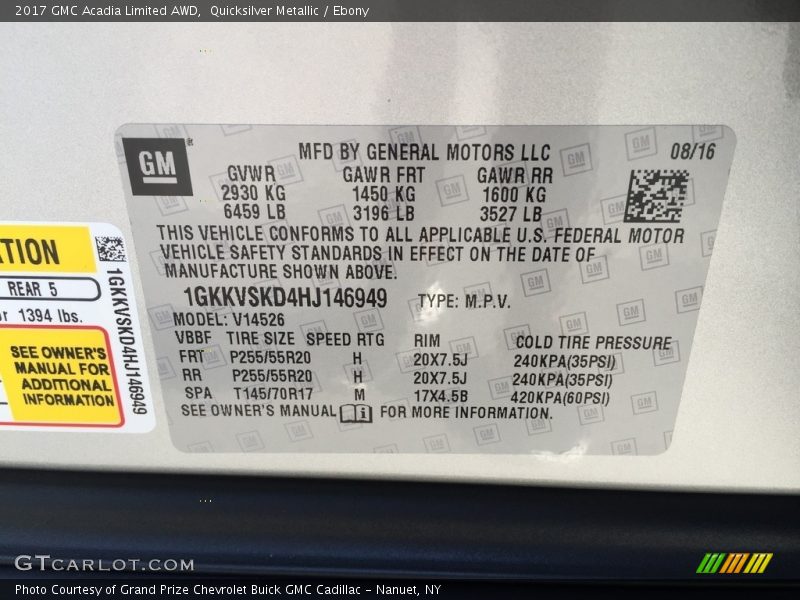 2017 GMC Acadia Limited AWD, Quicksilver Metallic / Ebony
GM
MFD BY GENERAL MOTORS LLC 08/16
GVWR GAWR FRT GAWR RR
2930 KG 1450 KG 1600 KG
6459 LB 3196 LB 3527 LB
THIS VEHICLE CONFORMS TO ALL APPLICABLE U.S. FEDERAL MOTOR
VEHICLE SAFETY STANDARDS IN EFFECT ON THE DATE OF
MANUFACTURE SHOWN ABOVE.
1GKKVSKD4HJ146949 TYPE: M.P.V.
MODEL: V14526
VBBF TIRE SIZE SPEED RTG RIM COLD TIRE PRESSURE
FRT P255/55R20 H 20X7.5J 240KPA(35PSI)
RR P255/55R20 H 20X7.5J 240KPA(35PSI)
SPA T145/70R17 M 17X4.5B 420KPA(60PSI)
SEE OWNER'S MANUAL FOR MORE INFORMATION.
REAR 5
1394 lbs.
SEE OWNER'S
MANUAL FOR
ADDITIONAL
INFORMATION
1GKKVSKD4HJ146949
GTCARLOT.COM
Photo Courtesy of Grand Prize Chevrolet Buick GMC Cadillac - Nanuet, NY